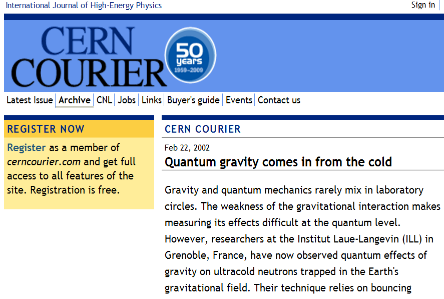 International Journal of High-Energy Physics
Sign in
CERN
COURIER
50
years
1959-2009
Latest Issue Archive CNL Jobs Links Buyer's guide Events Contact us
REGISTER NOW
Register as a member of
cerncourier.com and get full
access to all features of the
site. Registration is free.
CERN COURIER
Feb 22, 2002
Quantum gravity comes in from the cold
Gravity and quantum mechanics rarely mix in laboratory
circles. The weakness of the gravitational interaction makes
measuring its effects difficult at the quantum level.
However, researchers at the Institut Laue-Langevin (ILL) in
Grenoble, France, have now observed quantum effects of
gravity on ultracold neutrons trapped in the Earth's
gravitational field. Their technique relies on bouncing